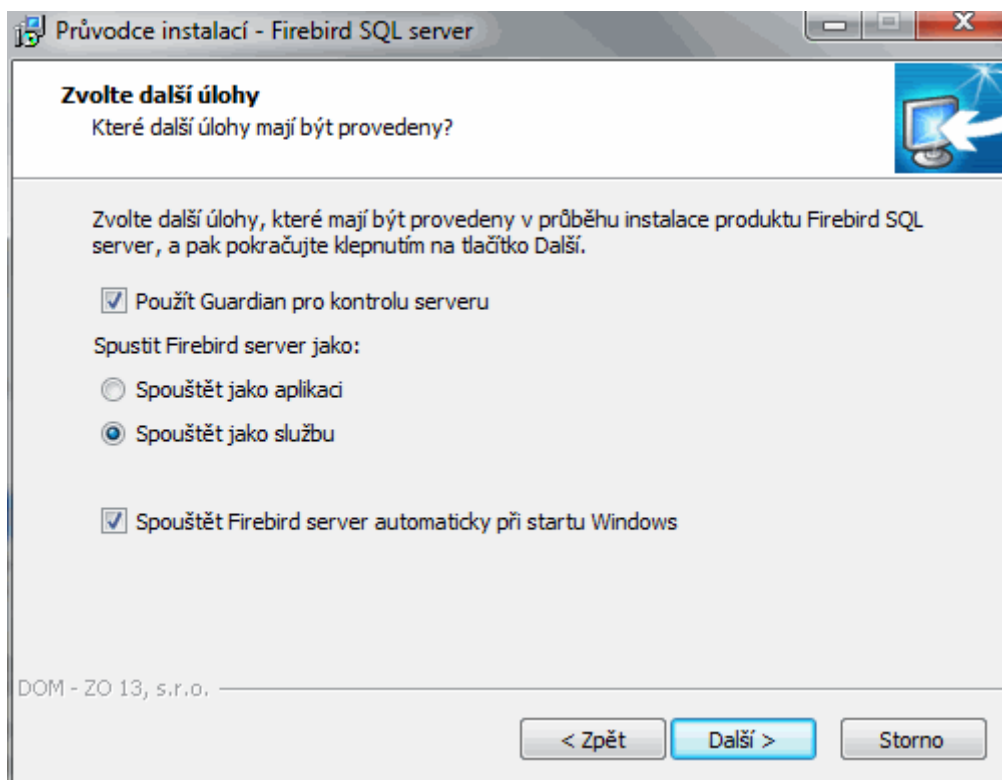 Průvodce instalací - Firebird SQL server
Zvolte další úlohy
Které další úlohy mají být provedeny?
Zvolte další úlohy, které mají být provedeny v průběhu instalace produktu Firebird SQL
server, a pak pokračujte klepnutím na tlačítko Další.
Použít Guardian pro kontrolu serveru
Spustit Firebird server jako:
Spouštět jako aplikaci
Spouštět jako službu
Spouštět Firebird server automaticky při startu Windows
DOM - ZO 13, s.r.o.
< Zpět
Další >
Storno